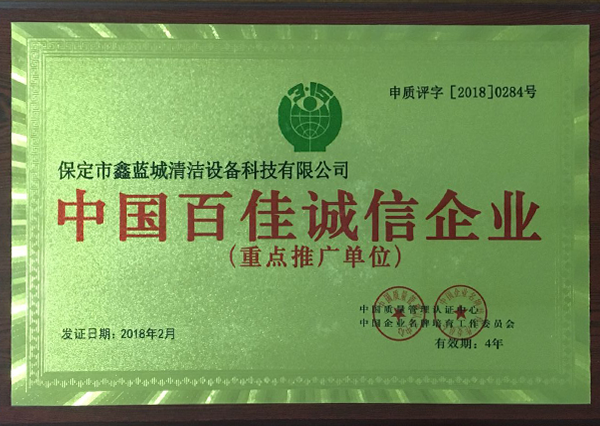 3·15
申质评字［2018］0284号
保定市鑫蓝城清洁设备科技有限公司
中国百佳诚信企业
(重点推广单位)
中国质量管理认证中心
中国企业名牌培育工作委员会
发证日期：2018年2月
有效期：4年